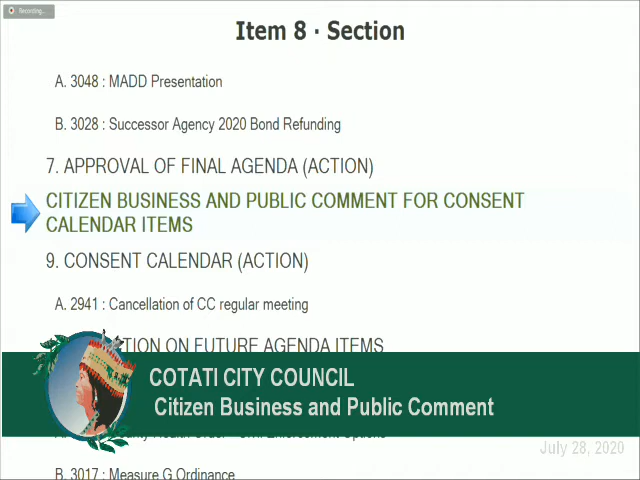 Recording...
Item 8 · Section
A. 3048 : MADD Presentation
B. 3028 : Successor Agency 2020 Bond Refunding
7. APPROVAL OF FINAL AGENDA (ACTION)
CITIZEN BUSINESS AND PUBLIC COMMENT FOR CONSENT
CALENDAR ITEMS
9. CONSENT CALENDAR (ACTION)
A. 2941 : Cancellation of CC regular meeting
TION ON FUTURE AGENDA ITEMS
COTATI CITY COUNCIL
Citizen Business and Public Comment
July 28, 2020
B. 3017 : Measure G Ordinance